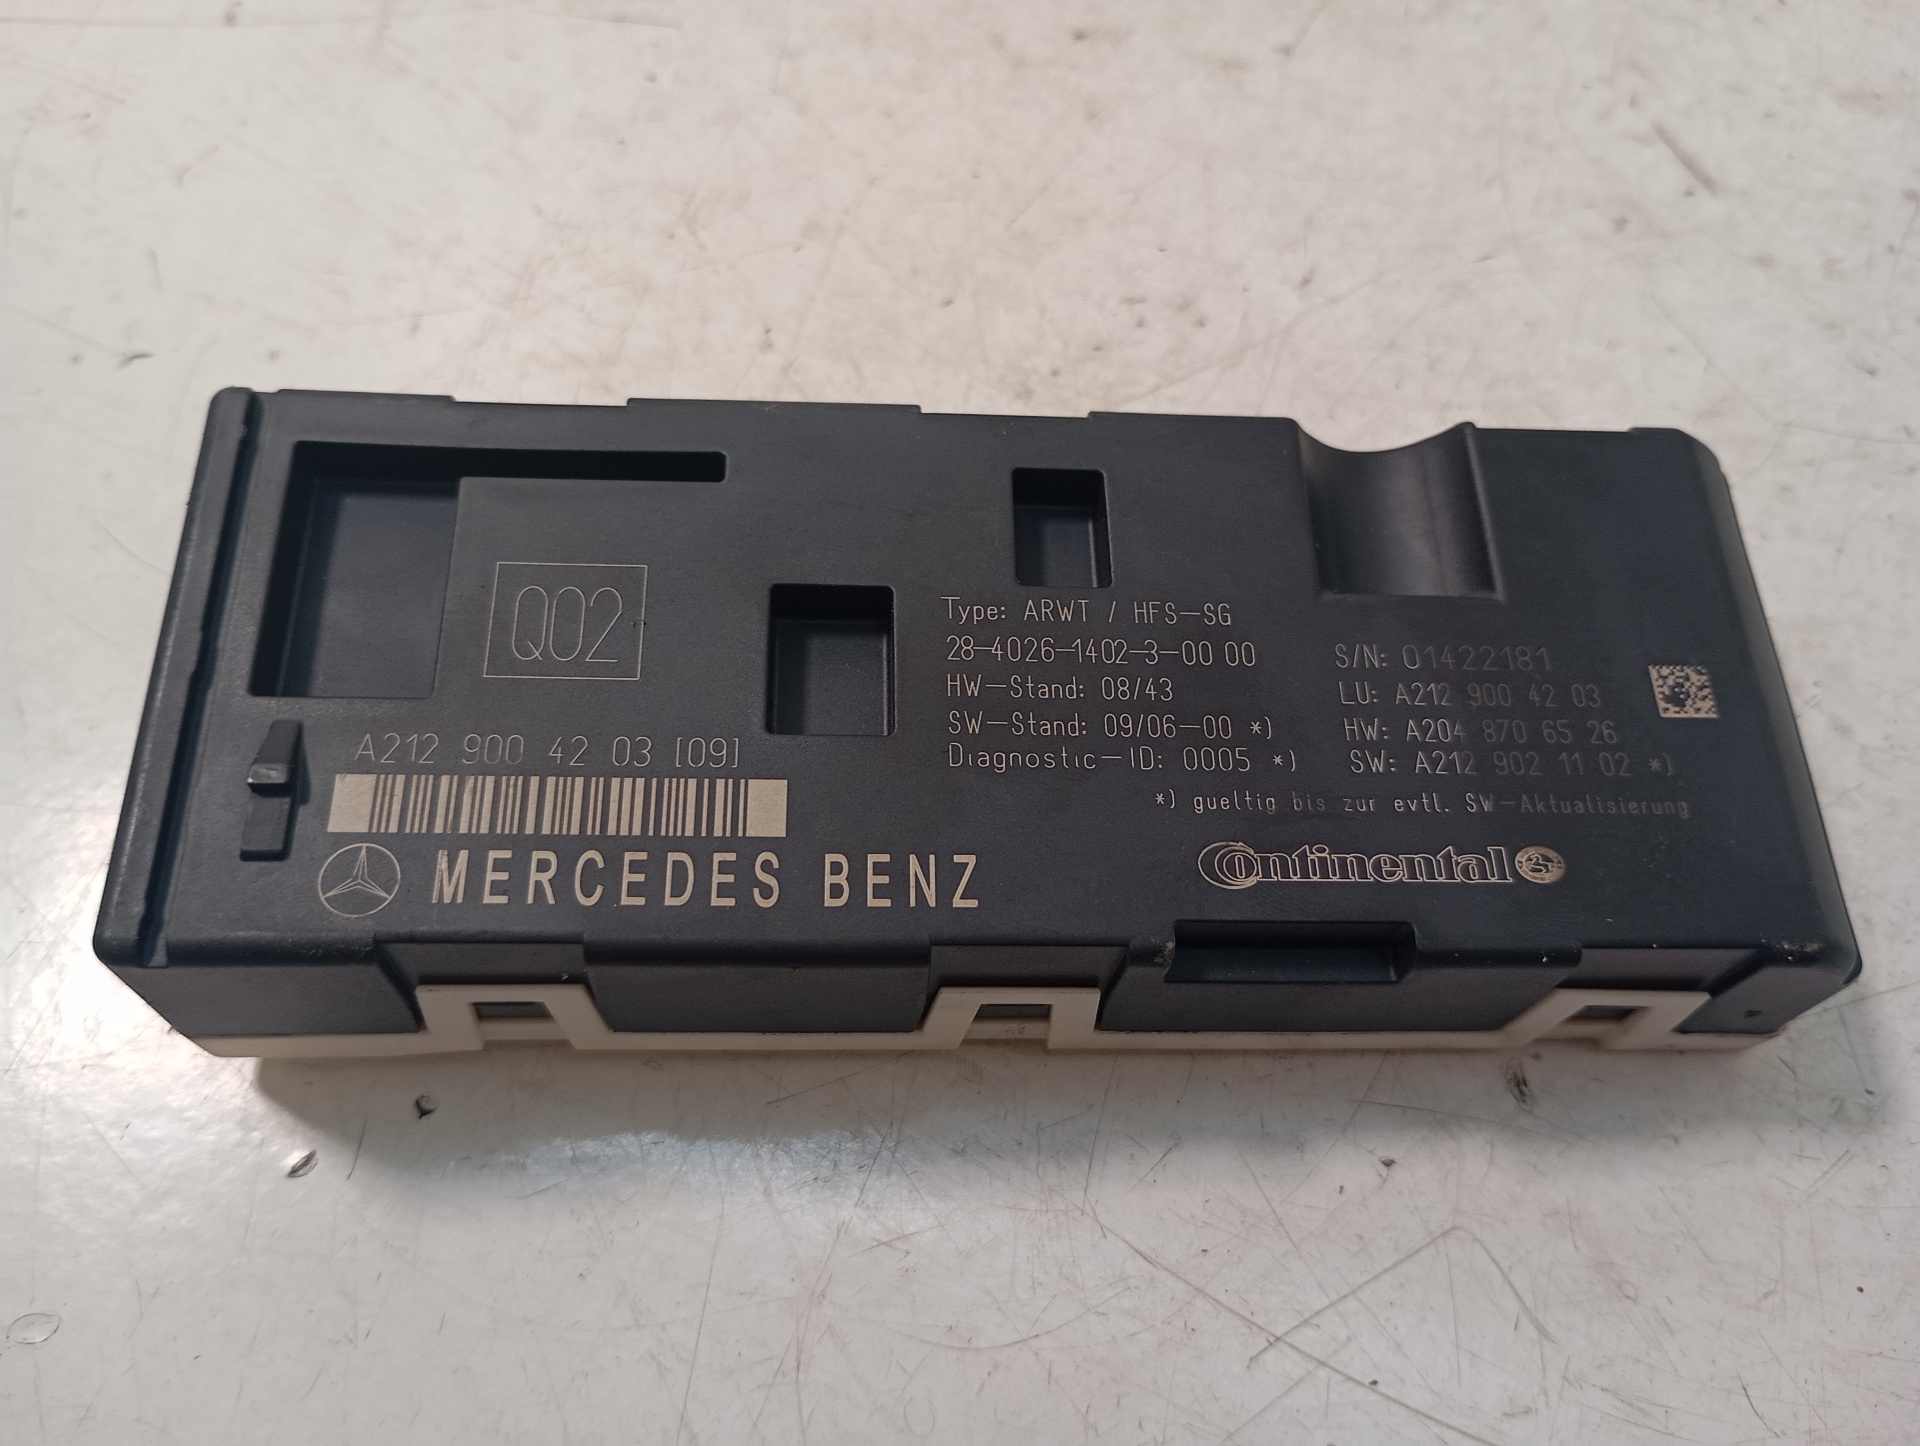 Q02
A212 900 42 03 [09]
MERCEDES BENZ
Type: ARWT / HFS-SG
28-4026-1402-3-00 00
HW-Stand: 08/43
SW-Stand: 09/06-00 *)
Diagnostic-ID: 0005 *)
S/N: 01422181
LU: A212 900 42 03
HW: A204 870 65 26
SW: A212 902 11 02 *)
*) gueltig bis zur evtl. SW-Aktualisierung
Continental